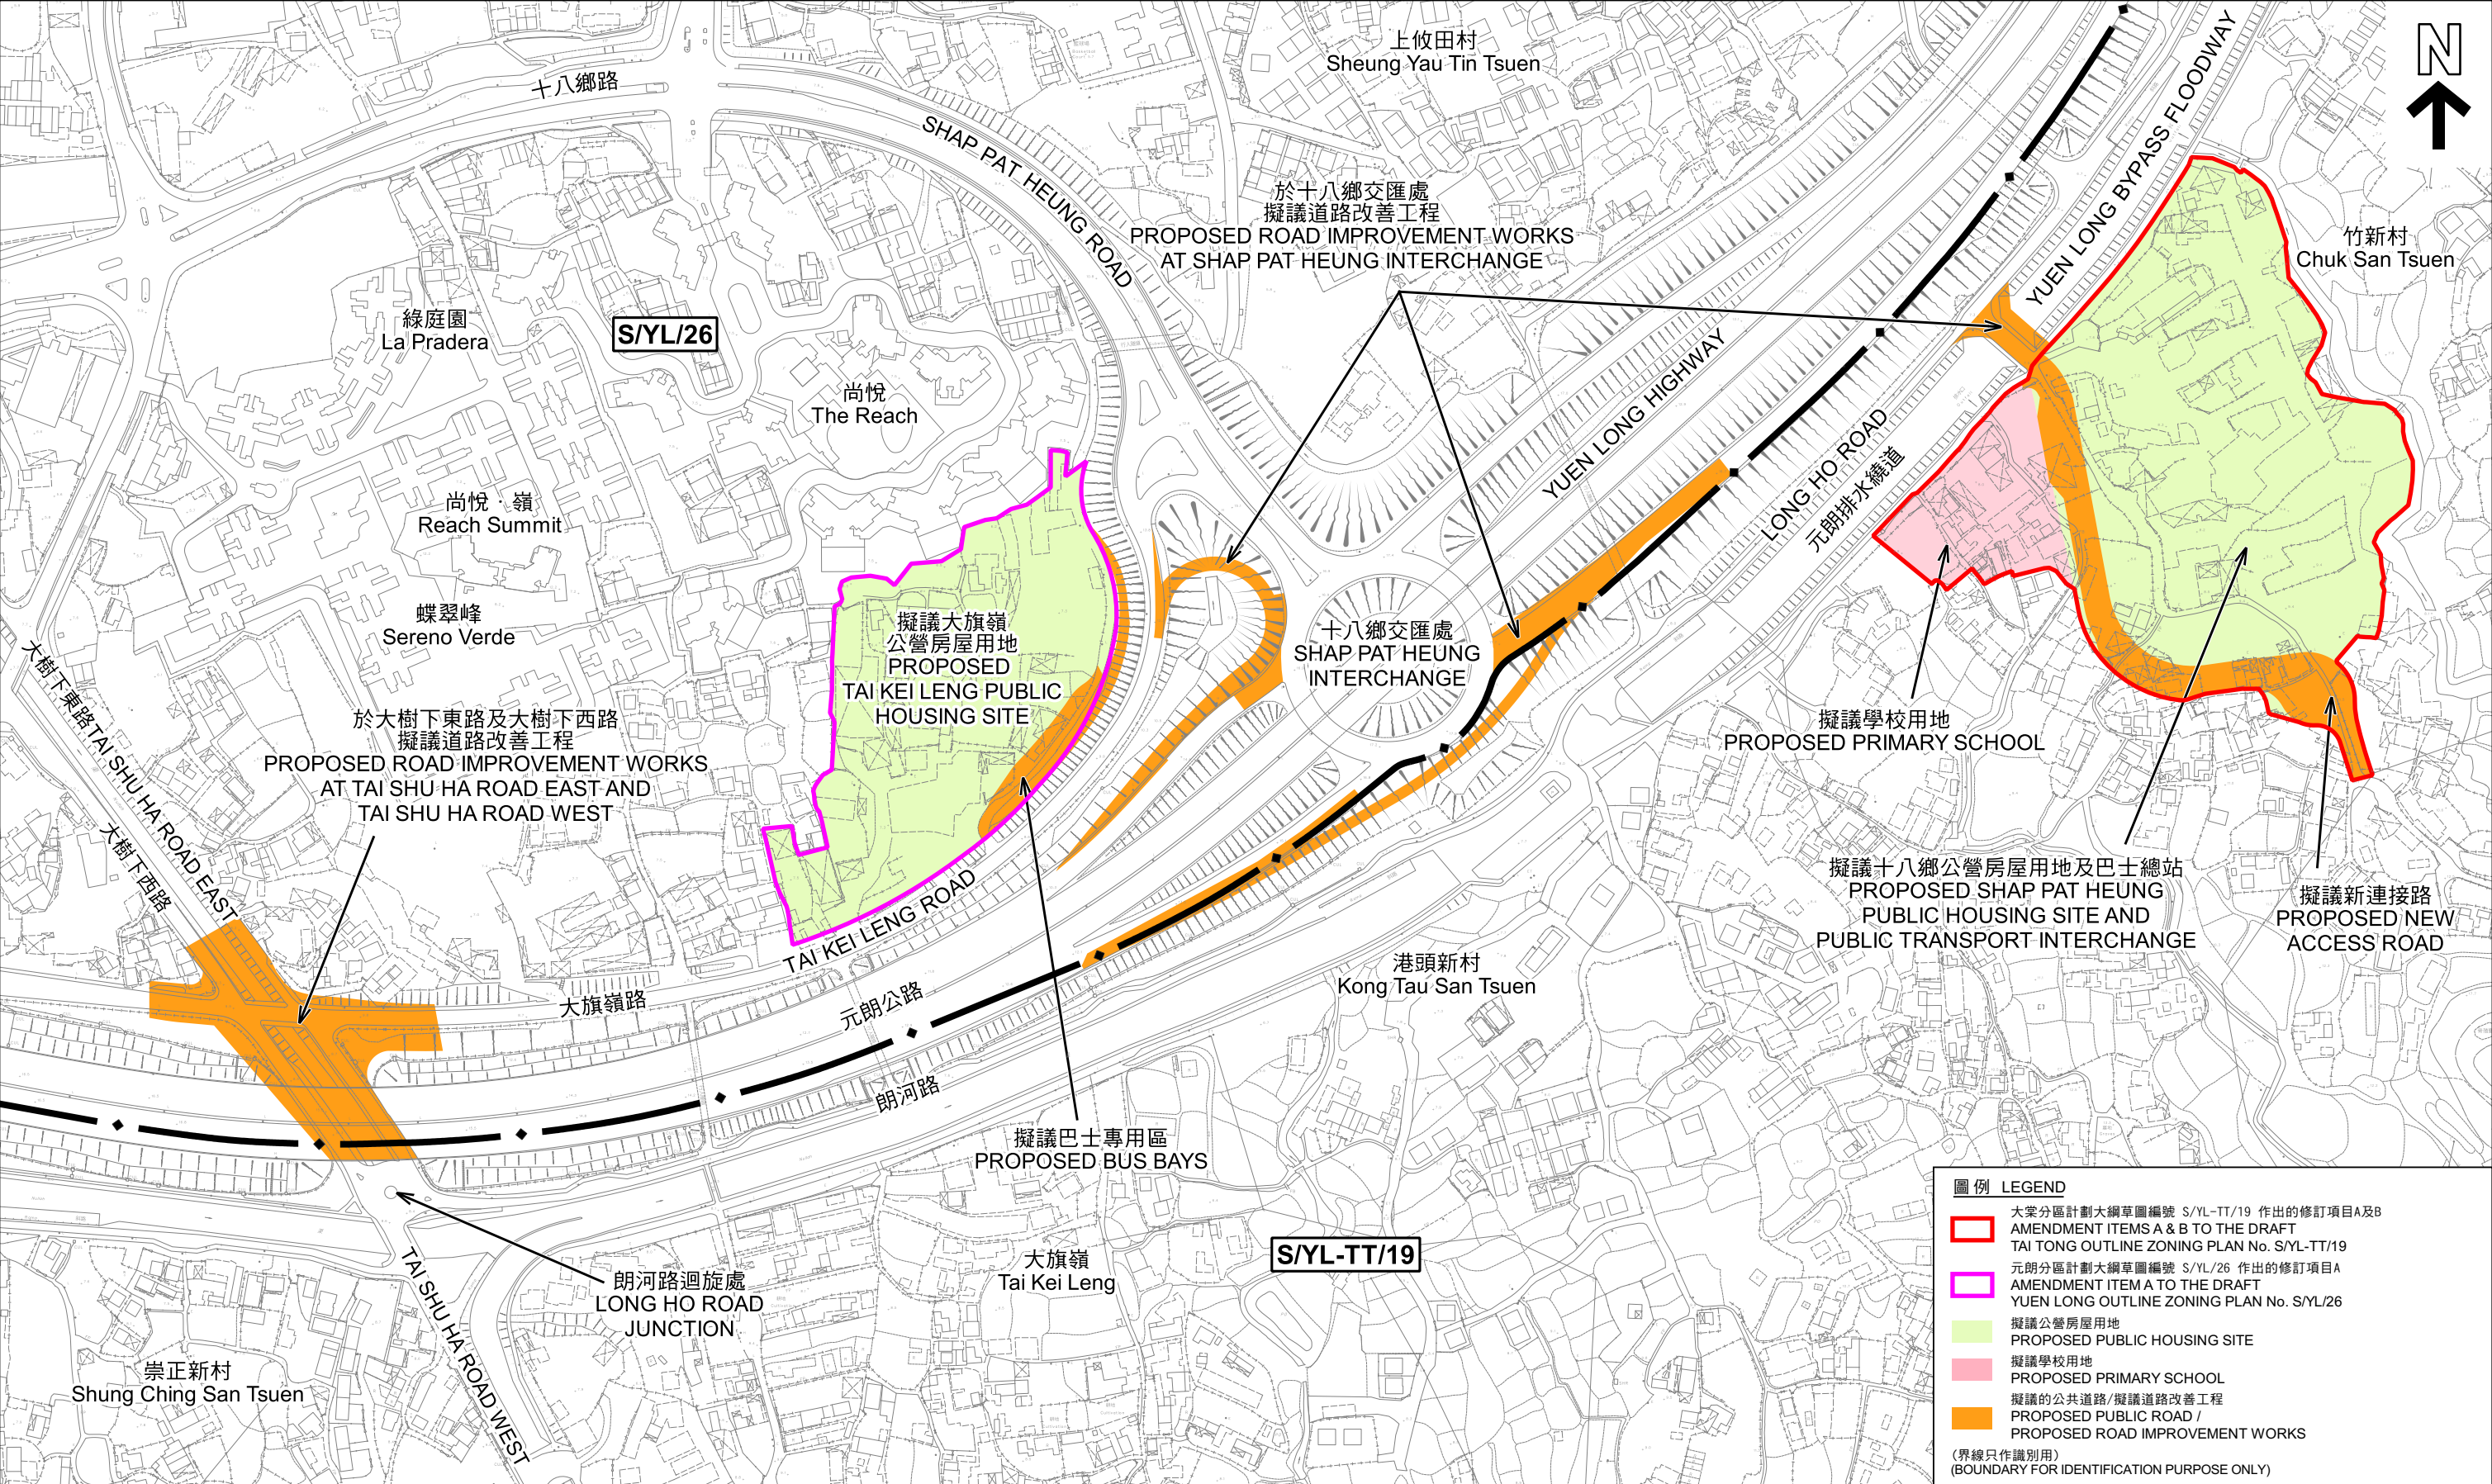 十八鄉路
SHAP PAT HEUNG ROAD
上攸田村
Sheung Yau Tin Tsuen
YUEN LONG BYPASS FLOODWAY
N
於十八鄉交匯處
擬議道路改善工程
PROPOSED ROAD IMPROVEMENT WORKS
AT SHAP PAT HEUNG INTERCHANGE
竹新村
Chuk San Tsuen
綠庭園
La Pradera
S/YL/26
尚悅
The Reach
YUEN LONG HIGHWAY
LONG HO ROAD
元朗排水繞道
尚悅‧嶺
Reach Summit
蝶翠峰
Sereno Verde
擬議大旗嶺
公營房屋用地
PROPOSED
TAI KEI LENG PUBLIC
HOUSING SITE
十八鄉交匯處
SHAP PAT HEUNG
INTERCHANGE
大樹下東路TAI SHU HA ROAD EAST
大樹下西路
於大樹下東路及大樹下西路
擬議道路改善工程
PROPOSED ROAD IMPROVEMENT WORKS
AT TAI SHU HA ROAD EAST AND
TAI SHU HA ROAD WEST
擬議學校用地
PROPOSED PRIMARY SCHOOL
擬議十八鄉公營房屋用地及巴士總站
PROPOSED SHAP PAT HEUNG
PUBLIC HOUSING SITE AND
PUBLIC TRANSPORT INTERCHANGE
擬議新連接路
PROPOSED NEW
ACCESS ROAD
TAI KEI LENG ROAD
大旗嶺路
元朗公路
朗河路
港頭新村
Kong Tau San Tsuen
擬議巴士專用區
PROPOSED BUS BAYS
大旗嶺
Tai Kei Leng
S/YL-TT/19
朗河路迴旋處
LONG HO ROAD
JUNCTION
TAI SHU HA ROAD WEST
崇正新村
Shung Ching San Tsuen
圖例 LEGEND
大棠分區計劃大綱草圖編號 S/YL-TT/19 作出的修訂項目A及B
AMENDMENT ITEMS A & B TO THE DRAFT
TAI TONG OUTLINE ZONING PLAN No. S/YL-TT/19
元朗分區計劃大綱草圖編號 S/YL/26 作出的修訂項目A
AMENDMENT ITEM A TO THE DRAFT
YUEN LONG OUTLINE ZONING PLAN No. S/YL/26
擬議公營房屋用地
PROPOSED PUBLIC HOUSING SITE
擬議學校用地
PROPOSED PRIMARY SCHOOL
擬議的公共道路/擬議道路改善工程
PROPOSED PUBLIC ROAD /
PROPOSED ROAD IMPROVEMENT WORKS
(界線只作識別用)
(BOUNDARY FOR IDENTIFICATION PURPOSE ONLY)